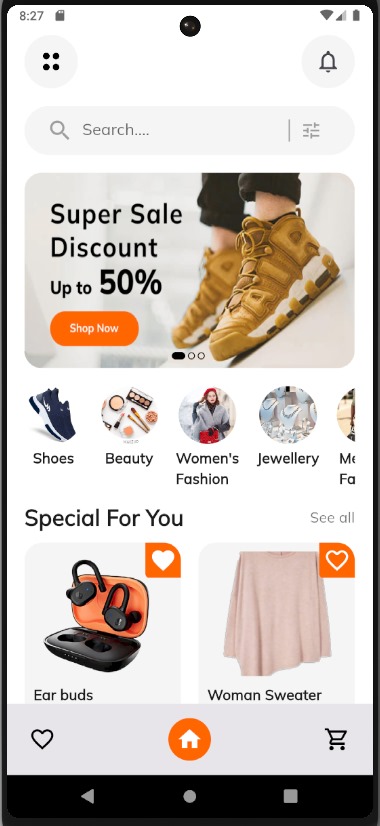 8:27
Search....
Super Sale
Discount
Up to 50%
Shop Now
Shoes
Beauty
Women's
Fashion
Jewellery
Me
Fa
Special For You
See all
Ear buds
Woman Sweater